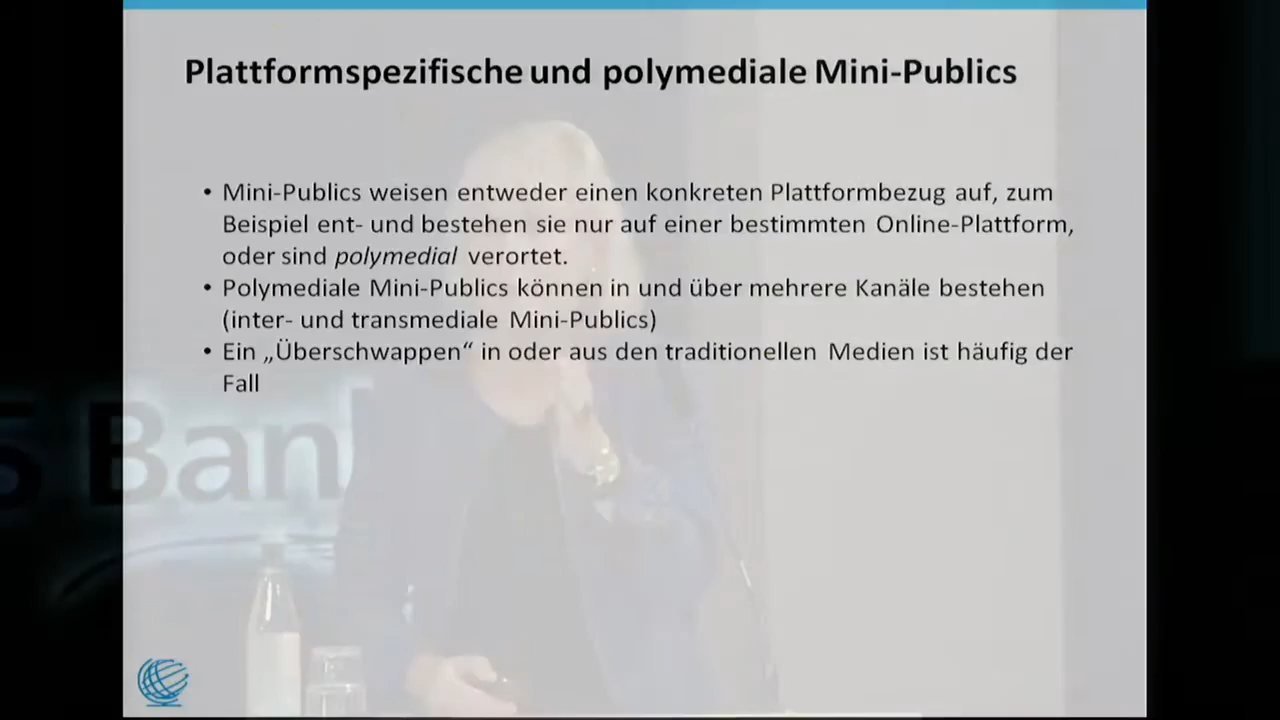 Plattformspezifische und polymediale Mini-Publics
• Mini-Publics weisen entweder einen konkreten Plattformbezug auf, zum
Beispiel ent- und bestehen sie nur auf einer bestimmten Online-Plattform,
oder sind polymedial verortet.
• Polymediale Mini-Publics können in und über mehrere Kanäle bestehen
(inter- und transmediale Mini-Publics)
• Ein „Überschwappen“ in oder aus den traditionellen Medien ist häufig der
Fall